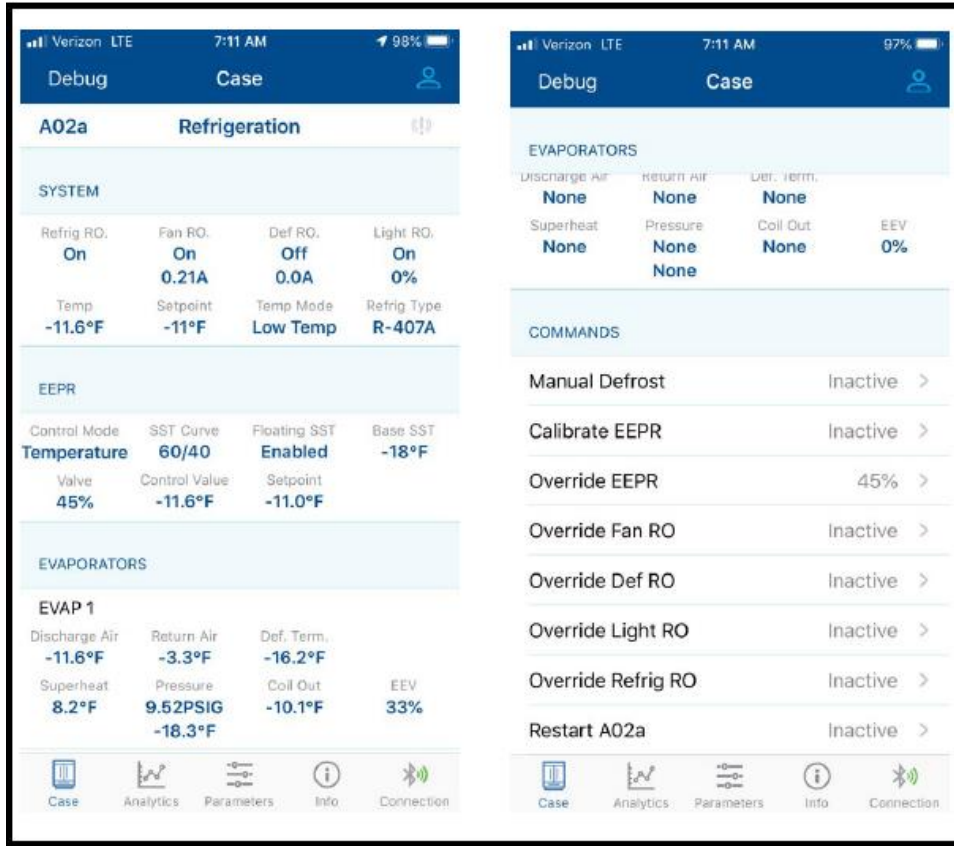 Verizon LTE 7:11 AM 98%
Debug Case
A02a Refrigeration
SYSTEM
Refrig RO. Fan RO. Def RO. Light RO.
On On Off On
0.21A 0.0A 0%
Temp Setpoint Temp Mode Refrig Type
-11.6°F -11°F Low Temp R-407A
EEPR
Control Mode SST Curve Floating SST Base SST
Temperature 60/40 Enabled -18°F
Valve Control Value Setpoint
45% -11.6°F -11.0°F
EVAPORATORS
EVAP 1
Discharge Air Return Air Def. Term.
-11.6°F -3.3°F -16.2°F
Superheat Pressure Coil Out EEV
8.2°F 9.52PSIG -10.1°F 33%
-18.3°F
Case Analytics Parameters Info Connection
Verizon LTE 7:11 AM 97%
Debug Case
EVAPORATORS
Discharge Air Return Air Def. Term.
None None None
Superheat Pressure Coil Out EEV
None None None 0%
None
COMMANDS
Manual Defrost Inactive >
Calibrate EEPR Inactive >
Override EEPR 45% >
Override Fan RO Inactive >
Override Def RO Inactive >
Override Light RO Inactive >
Override Refrig RO Inactive >
Restart A02a Inactive >
Case Analytics Parameters Info Connection